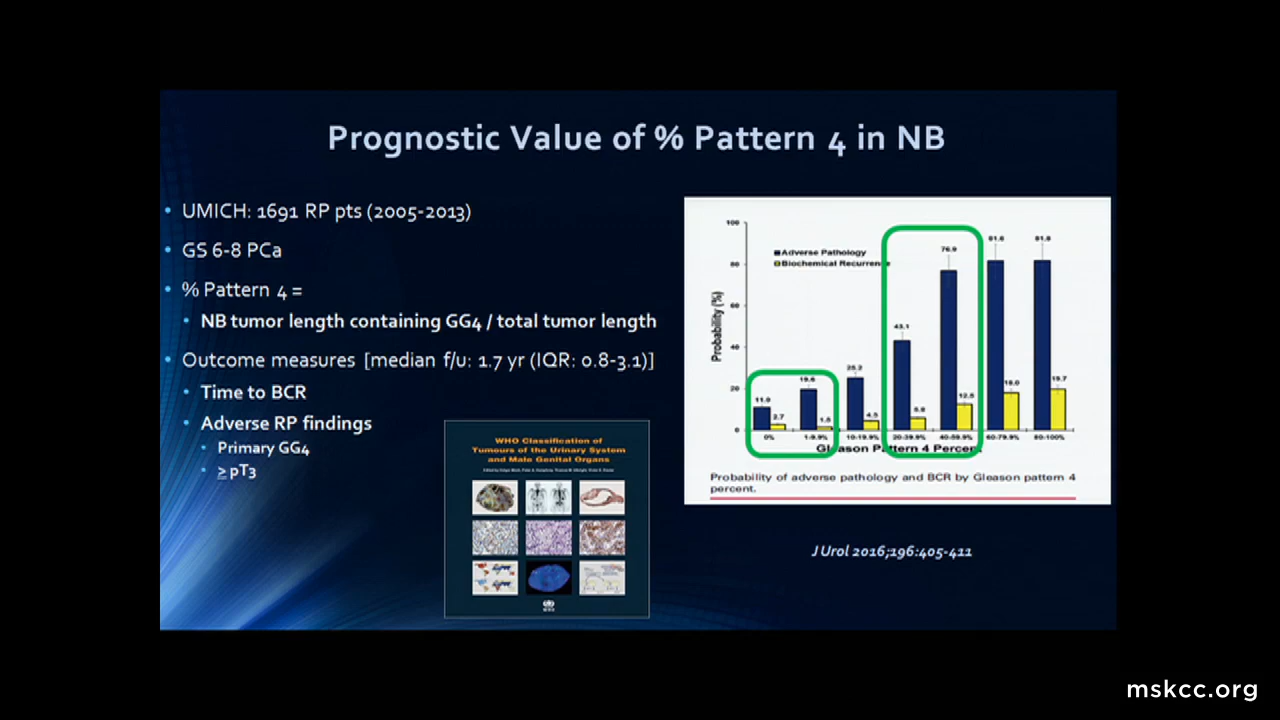 Prognostic Value of % Pattern 4 in NB
• UMICH: 1691 RP pts (2005-2013)
• GS 6-8 PCa
• % Pattern 4 =
• NB tumor length containing GG4 / total tumor length
• Outcome measures [median f/u: 1.7 yr (IQR: 0.8-3.1)]
• Time to BCR
• Adverse RP findings
• Primary GG4
• ≥ pT3
WHO Classification of
Tumours of the Urinary System
and Male Genital Organs
100
80
60
40
20
0
Probability (%)
Adverse Pathology
Biochemical Recurrence
11.0 2.7 19.6 1.5 25.2 4.5 43.1 76.9 12.5 18.0 81.8 19.7
0% 1-9.9% 10-19.9% 20-39.9% 40-59.9% 60-79.9% 80-100%
Gleason Pattern 4 Percent
Probability of adverse pathology and BCR by Gleason pattern 4
percent.
J Urol 2016;196:405-411
mskcc.org